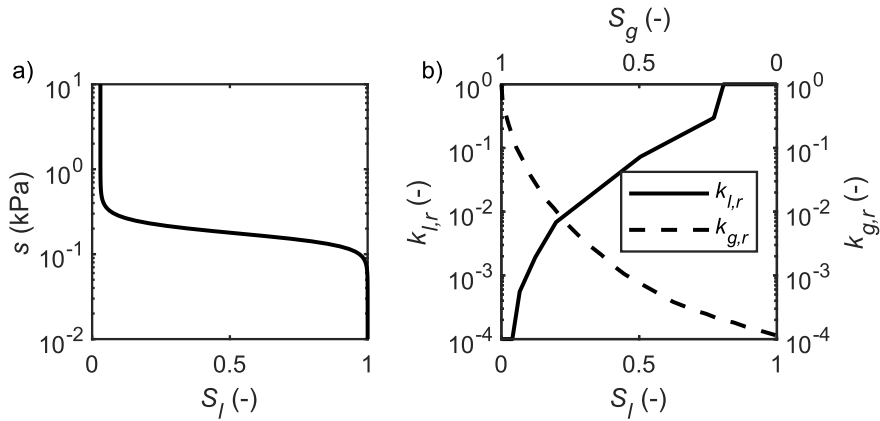 a)
10^1
10^0
10^-1
10^-2
s (kPa)
0
0.5
1
S_l (-)
b)
S_g (-)
1
0.5
0
10^0
10^-1
10^-2
10^-3
10^-4
k_l,r (-)
k_l,r
k_g,r
10^0
10^-1
10^-2
10^-3
10^-4
k_g,r (-)
0
0.5
1
S_l (-)